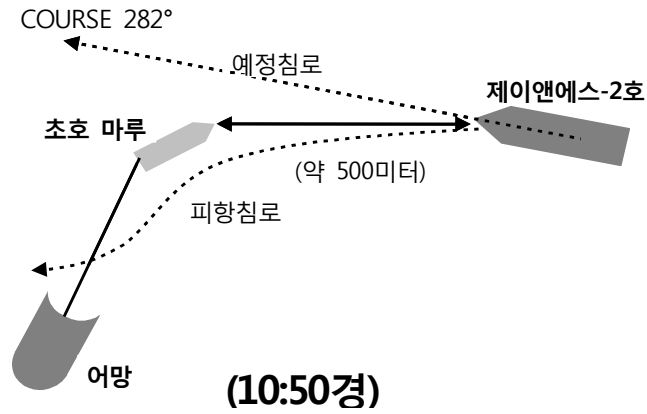 COURSE 282°
예정침로
제이앤에스-2호
초호 마루
(약 500미터)
피항침로
어망
(10:50경)